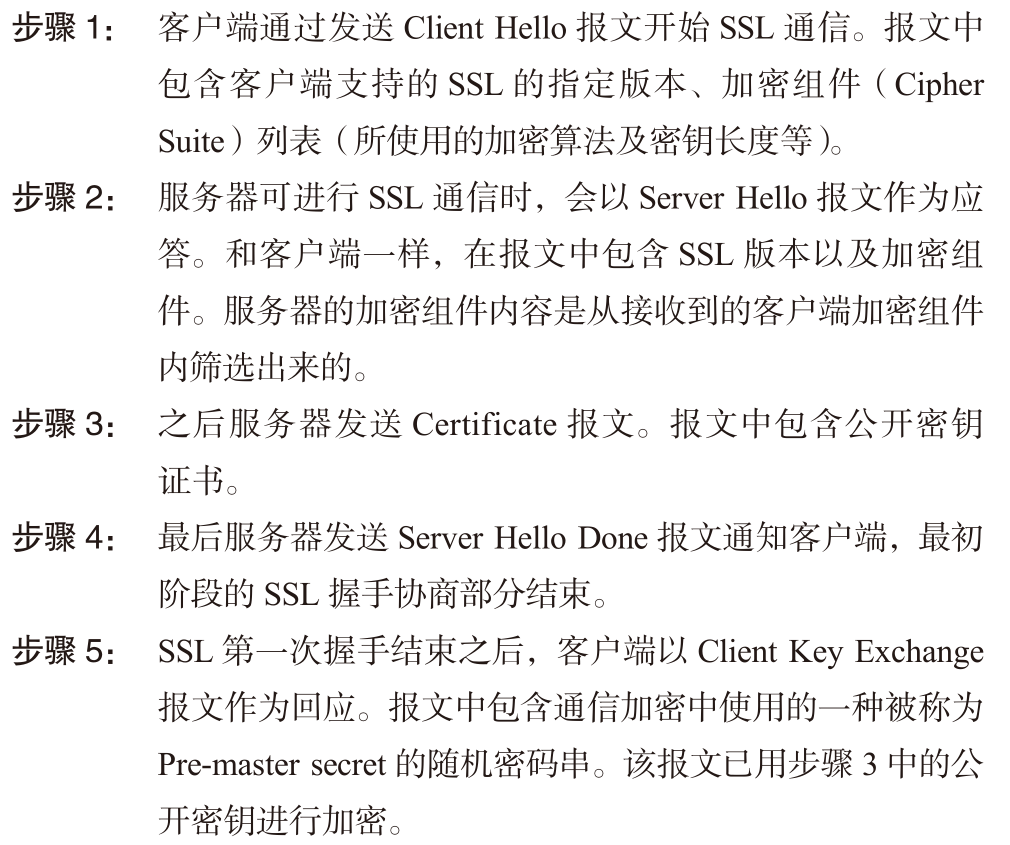 步骤 1： 客户端通过发送 Client Hello 报文开始 SSL 通信。报文中
包含客户端支持的 SSL 的指定版本、加密组件（Cipher
Suite）列表（所使用的加密算法及密钥长度等）。
步骤 2： 服务器可进行 SSL 通信时，会以 Server Hello 报文作为应
答。和客户端一样，在报文中包含 SSL 版本以及加密组
件。服务器的加密组件内容是从接收到的客户端加密组件
内筛选出来的。
步骤 3： 之后服务器发送 Certificate 报文。报文中包含公开密钥
证书。
步骤 4： 最后服务器发送 Server Hello Done 报文通知客户端，最初
阶段的 SSL 握手协商部分结束。
步骤 5： SSL 第一次握手结束之后，客户端以 Client Key Exchange
报文作为回应。报文中包含通信加密中使用的一种被称为
Pre-master secret 的随机密码串。该报文已用步骤 3 中的公
开密钥进行加密。